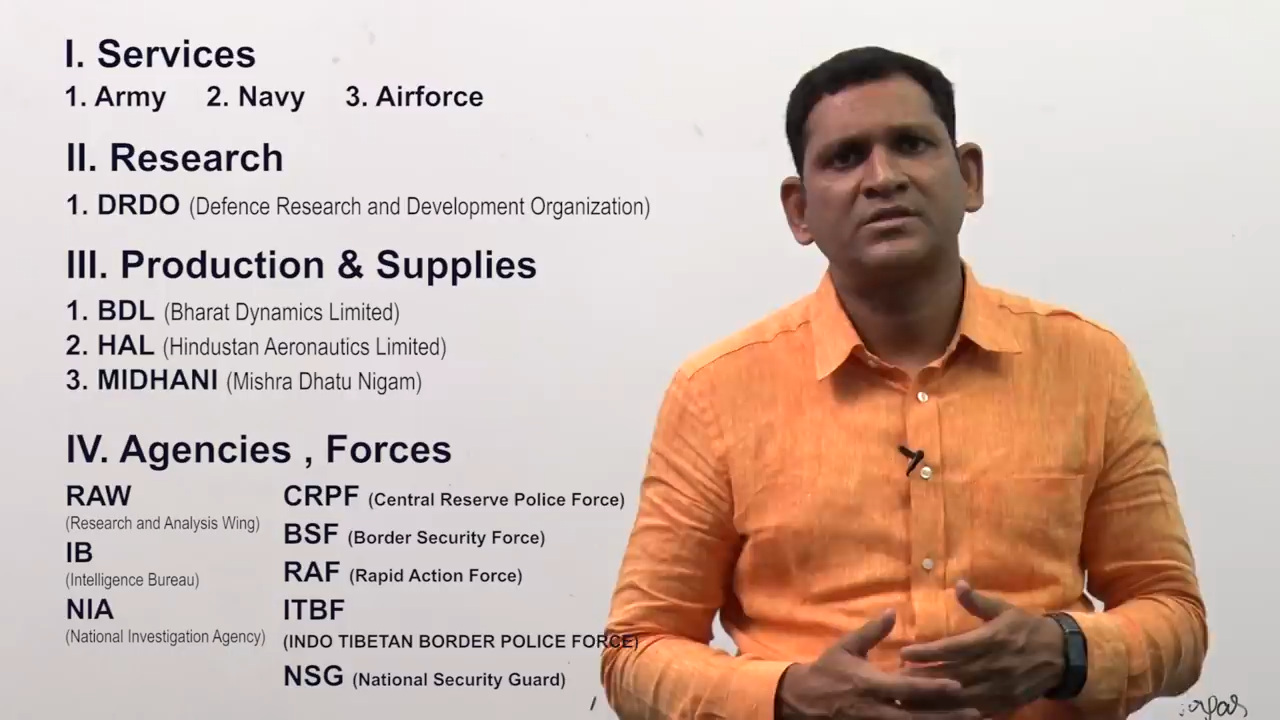 I. Services
1. Army 2. Navy 3. Airforce
II. Research
1. DRDO (Defence Research and Development Organization)
III. Production & Supplies
1. BDL (Bharat Dynamics Limited)
2. HAL (Hindustan Aeronautics Limited)
3. MIDHANI (Mishra Dhatu Nigam)
IV. Agencies , Forces
RAW
(Research and Analysis Wing)
IB
(Intelligence Bureau)
NIA
(National Investigation Agency)
CRPF (Central Reserve Police Force)
BSF (Border Security Force)
RAF (Rapid Action Force)
ITBF
(INDO TIBETAN BORDER POLICE FORCE)
NSG (National Security Guard)